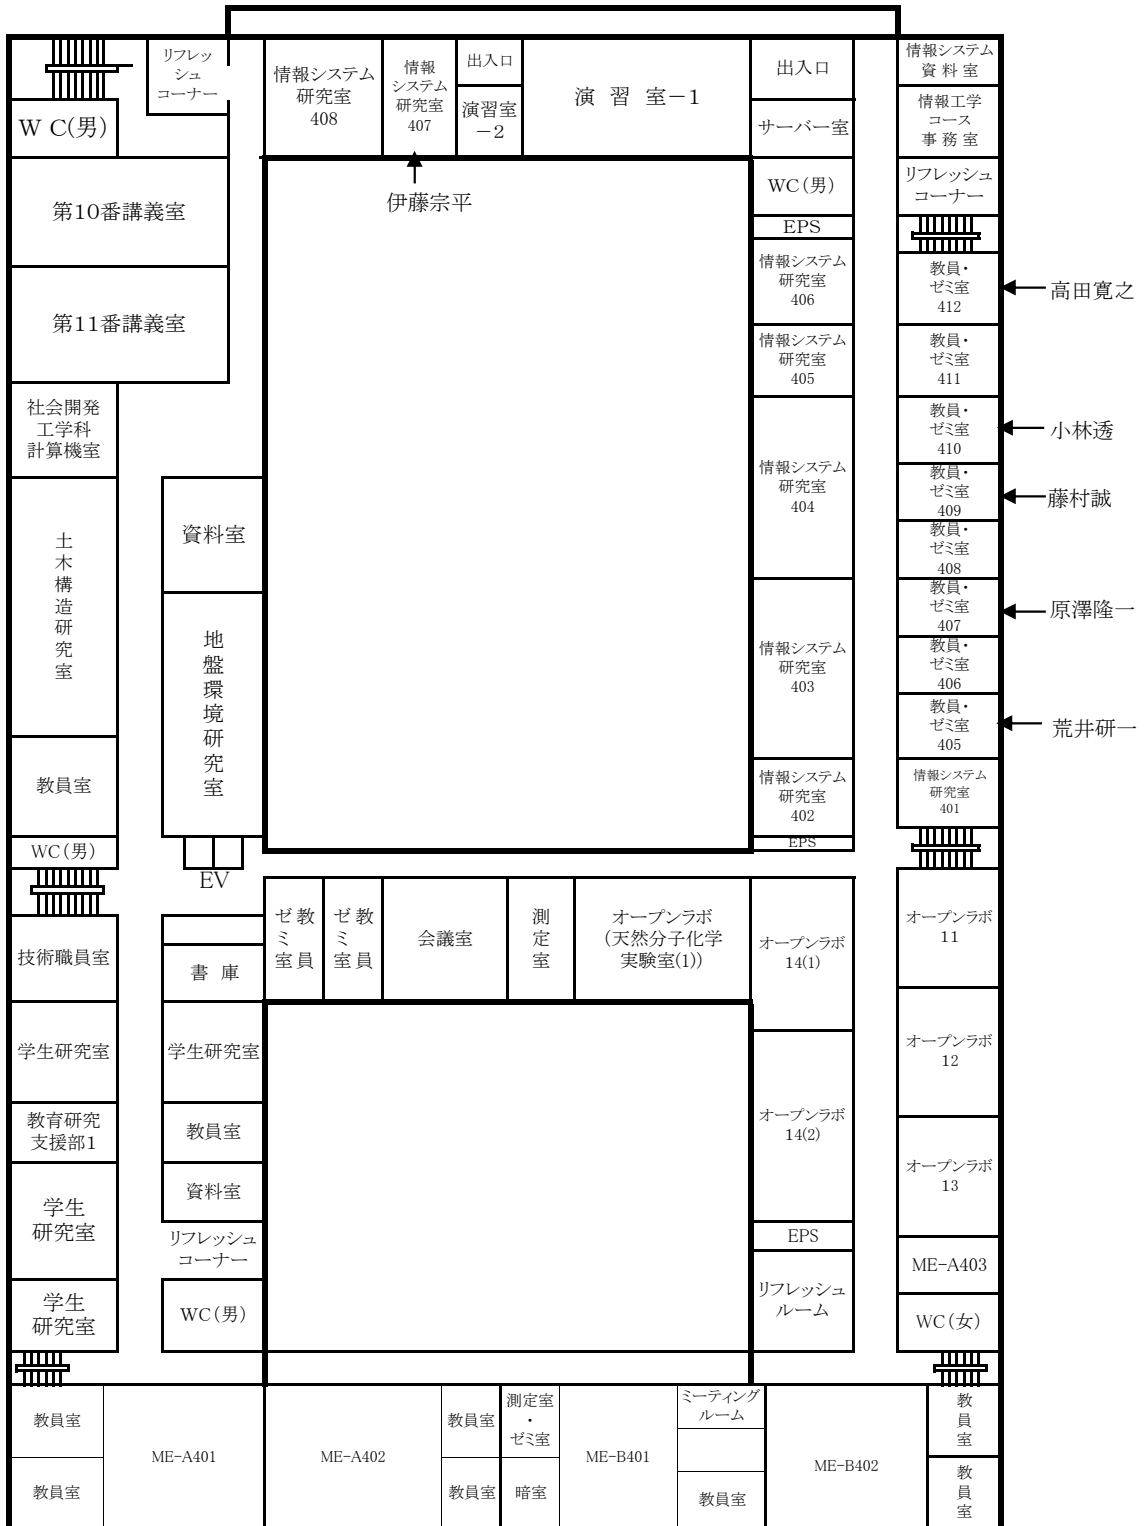 リフレッ
シュ
コーナー
情報システム
研究室
408
情報
システム
研究室
407
出入口
演習室
－2
演 習 室－1
出入口
サーバー室
情報システム
資 料 室
情報工学
コース
事 務 室
W C(男)
第10番講義室
伊藤宗平
WC(男)
EPS
リフレッシュ
コーナー
第11番講義室
情報システム
研究室
406
教員・
ゼミ室
412
高田寛之
情報システム
研究室
405
教員・
ゼミ室
411
社会開発
工学科
計算機室
教員・
ゼミ室
410
小林透
情報システム
研究室
404
教員・
ゼミ室
409
藤村誠
資料室
教員・
ゼミ室
408
土木構造研究室
地盤環境研究室
教員・
ゼミ室
407
原澤隆一
情報システム
研究室
403
教員・
ゼミ室
406
教員・
ゼミ室
405
荒井研一
教員室
情報システム
研究室
402
情報システム
研究室
401
WC(男)
EPS
EV
教員
ゼミ室
教員
ゼミ室
会議室
測定室
オープンラボ
(天然分子化学
実験室(1))
オープンラボ
14(1)
オープンラボ
11
技術職員室
書 庫
学生研究室
学生研究室
オープンラボ
12
教育研究
支援部1
教員室
オープンラボ
14(2)
オープンラボ
13
学生
研究室
資料室
リフレッシュ
コーナー
EPS
ME-A403
学生
研究室
WC(男)
リフレッシュ
ルーム
WC(女)
教員室
教員室
ME-A401
ME-A402
教員室
教員室
測定室
・
ゼミ室
暗室
ME-B401
ミーティング
ルーム
教員室
ME-B402
教員室
教員室